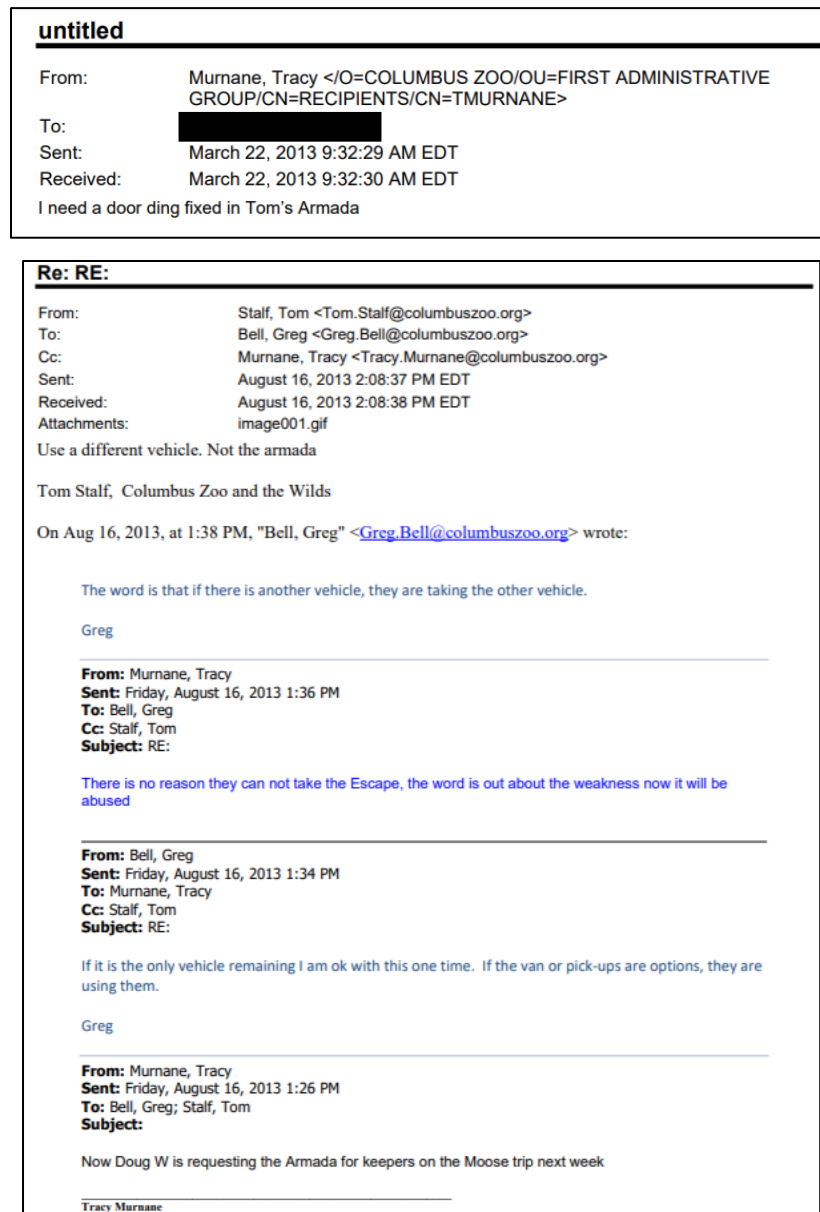 untitled
From: Murnane, Tracy </O=COLUMBUS ZOO/OU=FIRST ADMINISTRATIVE
GROUP/CN=RECIPIENTS/CN=TMURNANE>
To:
Sent: March 22, 2013 9:32:29 AM EDT
Received: March 22, 2013 9:32:30 AM EDT
I need a door ding fixed in Tom's Armada
Re: RE:
From: Stalf, Tom <Tom.Stalf@columbuszoo.org>
To: Bell, Greg <Greg.Bell@columbuszoo.org>
Cc: Murnane, Tracy <Tracy.Murnane@columbuszoo.org>
Sent: August 16, 2013 2:08:37 PM EDT
Received: August 16, 2013 2:08:38 PM EDT
Attachments: image001.gif
Use a different vehicle. Not the armada
Tom Stalf, Columbus Zoo and the Wilds
On Aug 16, 2013, at 1:38 PM, "Bell, Greg" <Greg.Bell@columbuszoo.org> wrote:
The word is that if there is another vehicle, they are taking the other vehicle.
Greg
From: Murnane, Tracy
Sent: Friday, August 16, 2013 1:36 PM
To: Bell, Greg
Cc: Stalf, Tom
Subject: RE:
There is no reason they can not take the Escape, the word is out about the weakness now it will be
abused
From: Bell, Greg
Sent: Friday, August 16, 2013 1:34 PM
To: Murnane, Tracy
Cc: Stalf, Tom
Subject: RE:
If it is the only vehicle remaining I am ok with this one time. If the van or pick-ups are options, they are
using them.
Greg
From: Murnane, Tracy
Sent: Friday, August 16, 2013 1:26 PM
To: Bell, Greg; Stalf, Tom
Subject:
Now Doug W is requesting the Armada for keepers on the Moose trip next week
Tracy Murnane